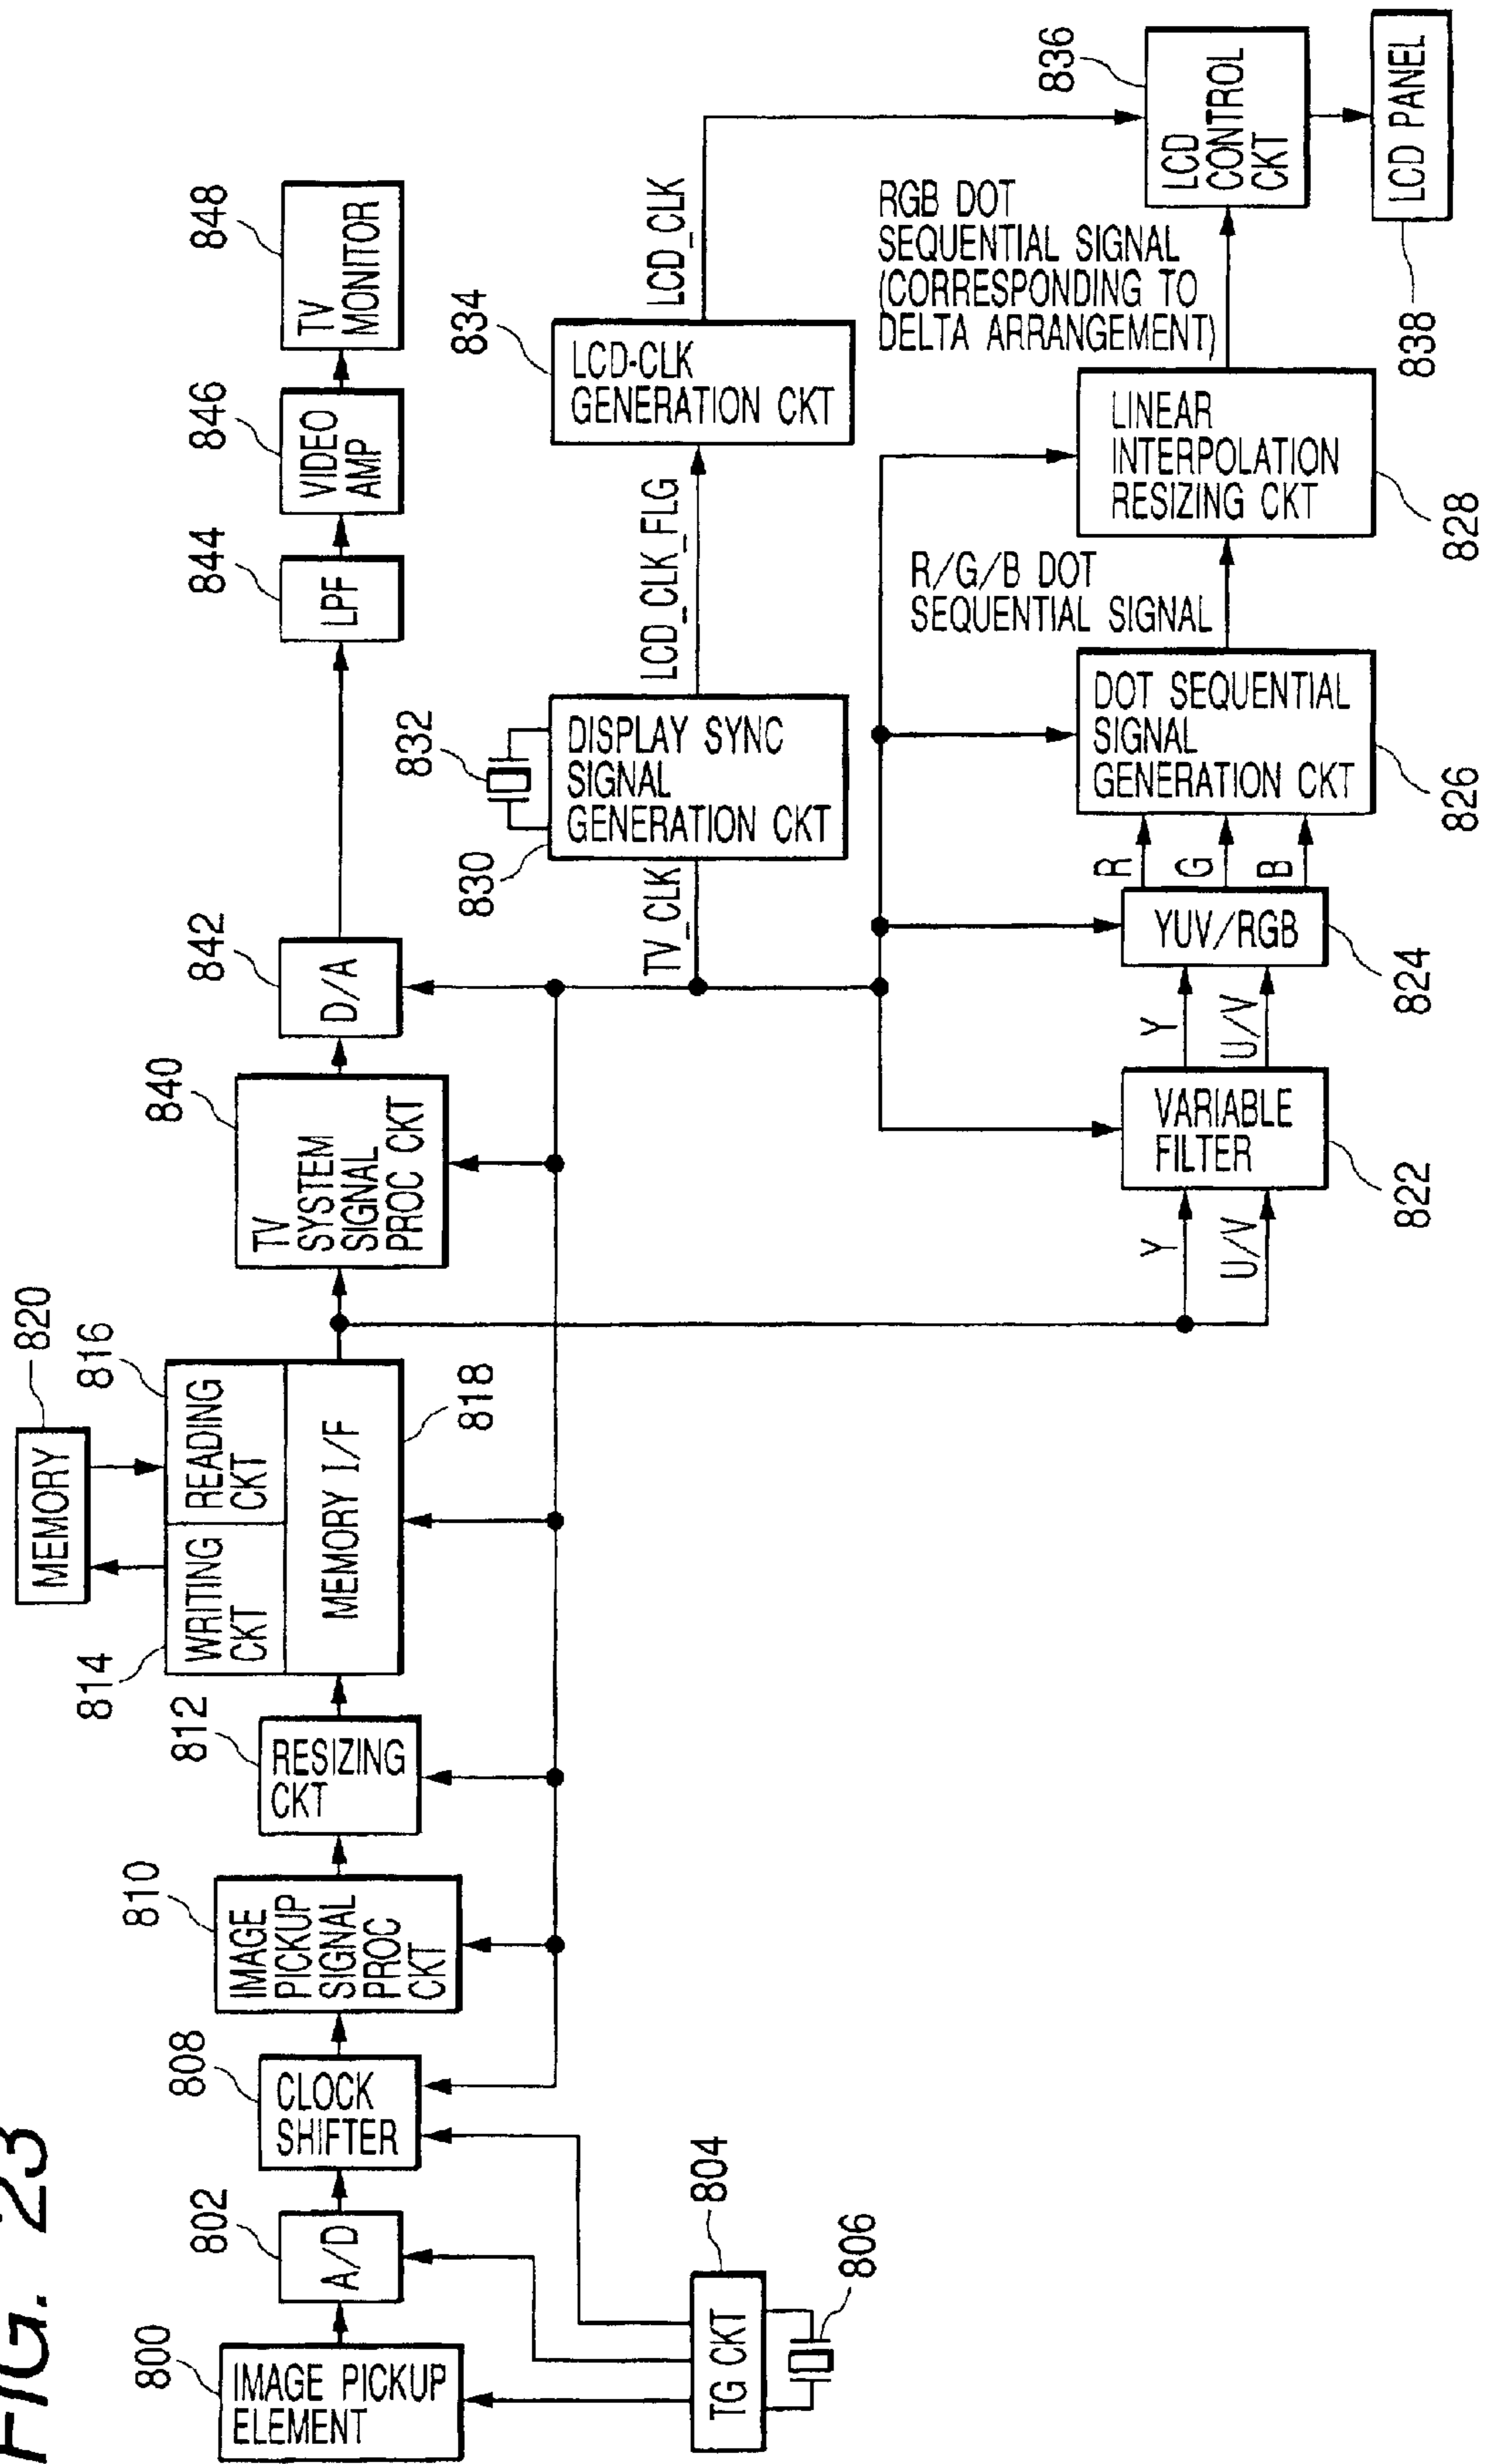 FIG. 23
800
IMAGE PICKUP
ELEMENT
802
A/D
804
TG CKT
806
808
CLOCK
SHIFTER
810
IMAGE
PICKUP
SIGNAL
PROC
CKT
812
RESIZING
CKT
814
WRITING
CKT
816
READING
CKT
MEMORY I/F
818
820
MEMORY
840
TV
SYSTEM
SIGNAL
PROC CKT
842
D/A
844
LPF
846
VIDEO
AMP
848
TV
MONITOR
TV_CLK
830
832
DISPLAY SYNC
SIGNAL
GENERATION CKT
LCD_CLK_FLG
834
LCD-CLK
GENERATION CKT
LCD_CLK
Y
U/V
VARIABLE
FILTER
822
Y
U/V
YUV/RGB
824
R
G
B
DOT SEQUENTIAL
SIGNAL
GENERATION CKT
826
R/G/B DOT
SEQUENTIAL SIGNAL
LINEAR
INTERPOLATION
RESIZING CKT
828
RGB DOT
SEQUENTIAL SIGNAL
(CORRESPONDING TO
DELTA ARRANGEMENT)
836
LCD
CONTROL
CKT
LCD PANEL
838